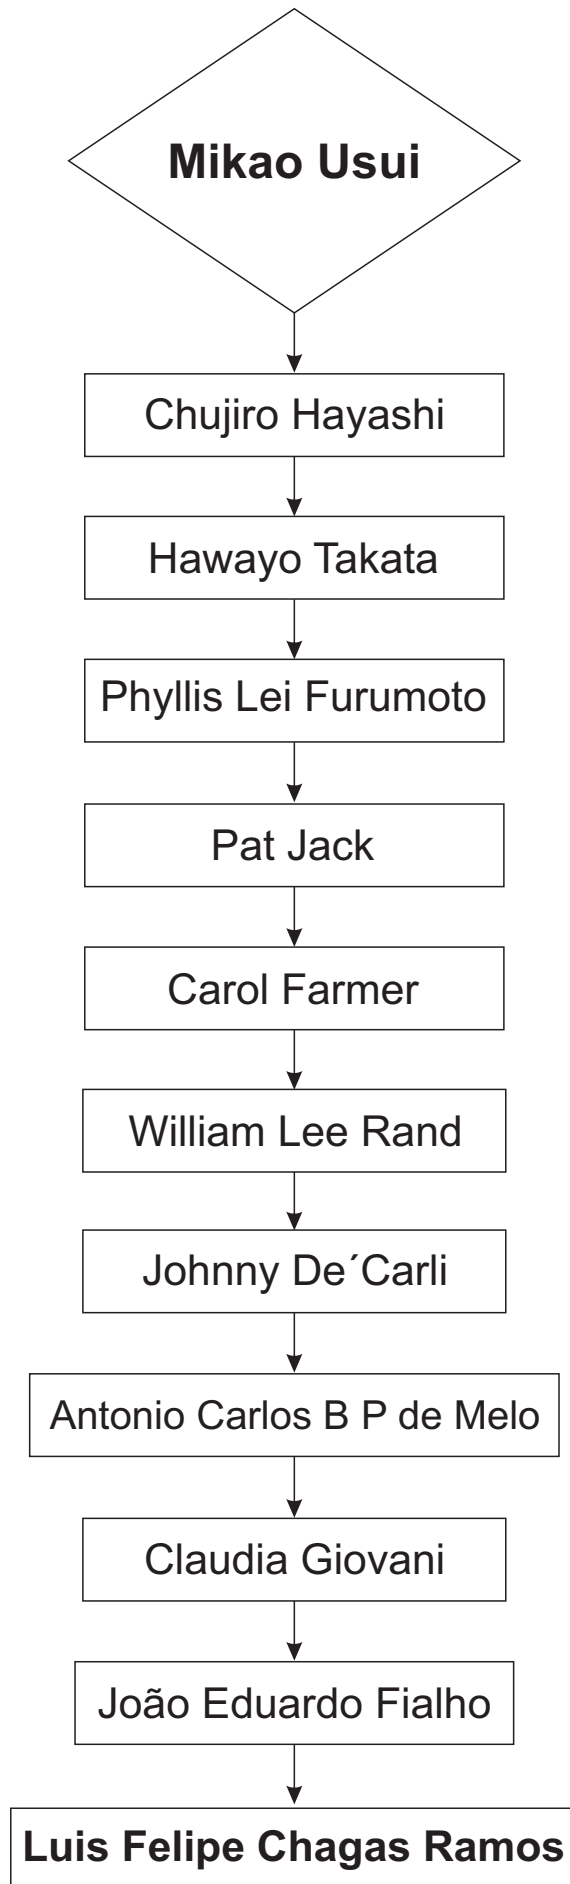 Mikao Usui
Chujiro Hayashi
Hawayo Takata
Phyllis Lei Furumoto
Pat Jack
Carol Farmer
William Lee Rand
Johnny De´Carli
Antonio Carlos B P de Melo
Claudia Giovani
João Eduardo Fialho
Luis Felipe Chagas Ramos